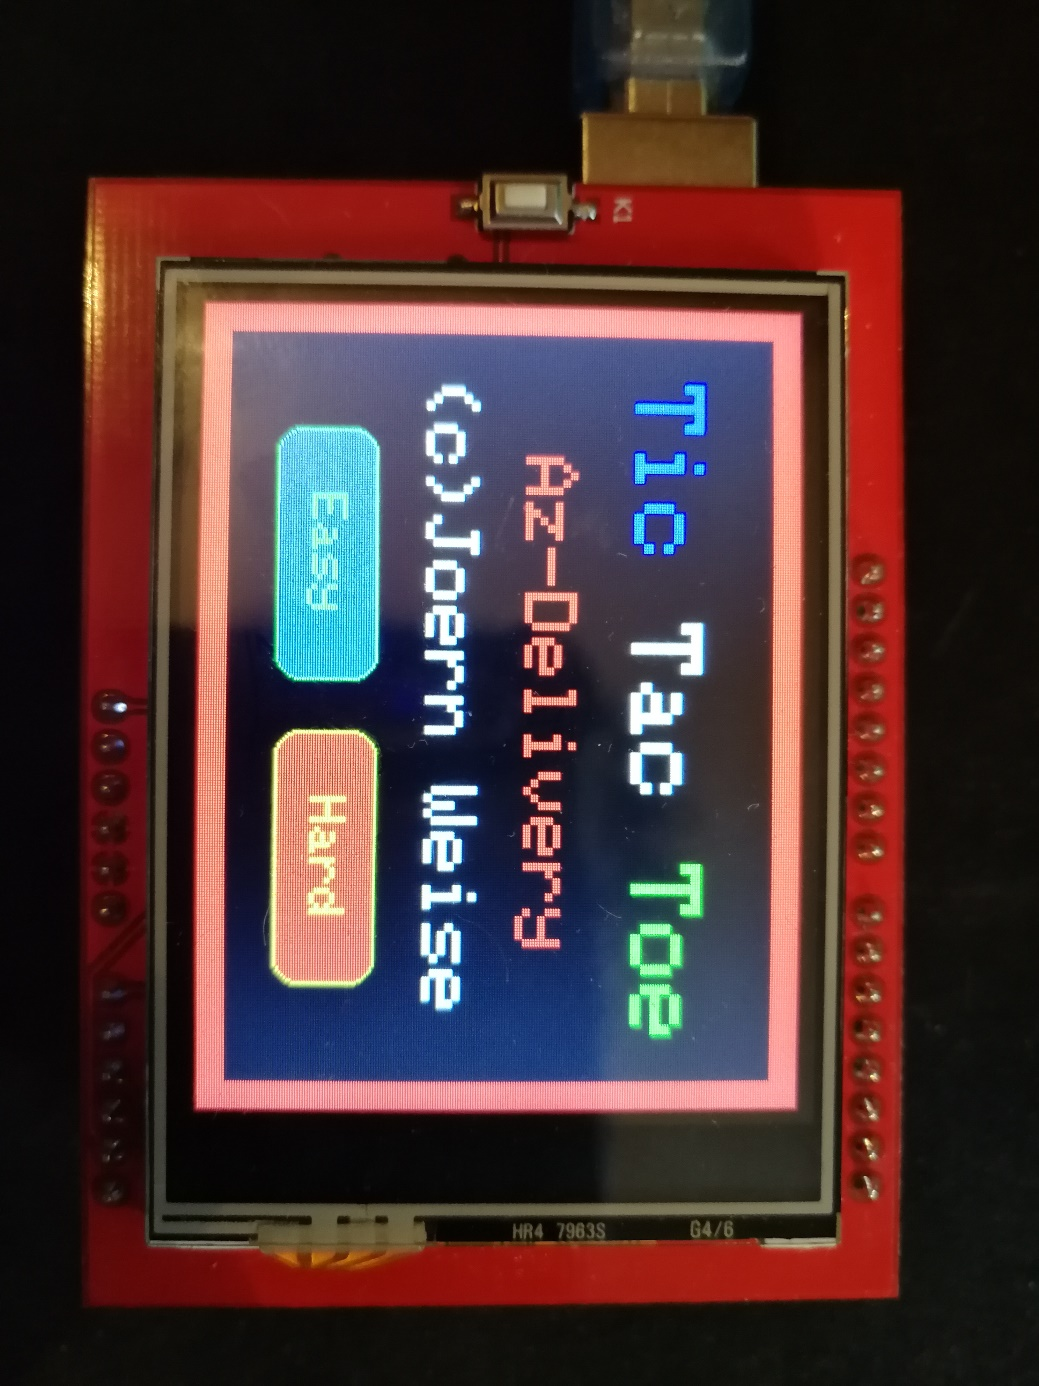 Tic Tac Toe
Az-Delivery
(c)Joern Weise
Easy
Hard
K1
HR4 7963S
G4/6